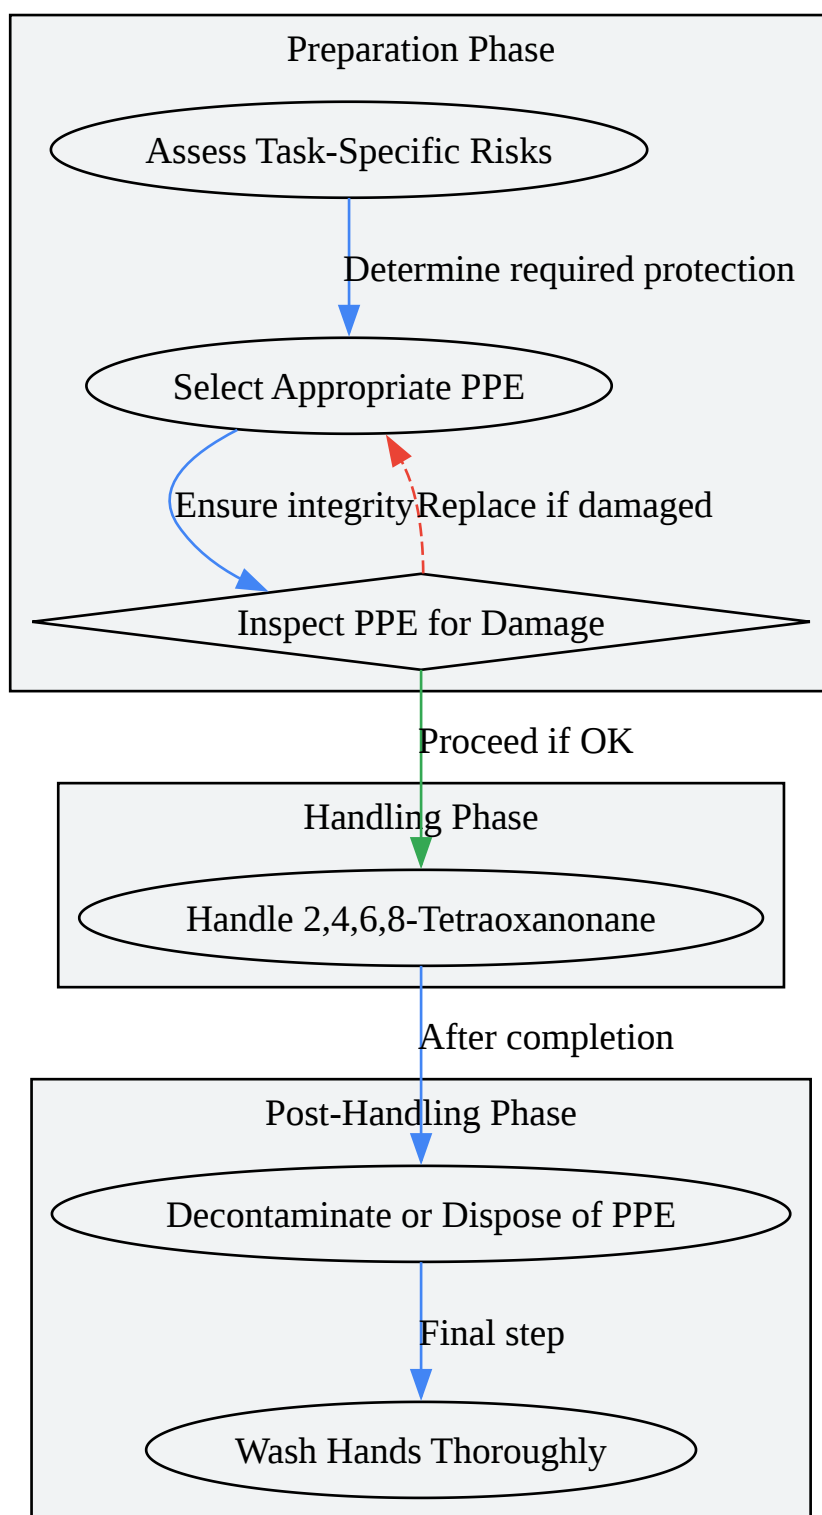 Preparation Phase
Assess Task-Specific Risks
Determine required protection
Select Appropriate PPE
Ensure integrity
Replace if damaged
Inspect PPE for Damage
Proceed if OK
Handling Phase
Handle 2,4,6,8-Tetraoxanonane
After completion
Post-Handling Phase
Decontaminate or Dispose of PPE
Final step
Wash Hands Thoroughly